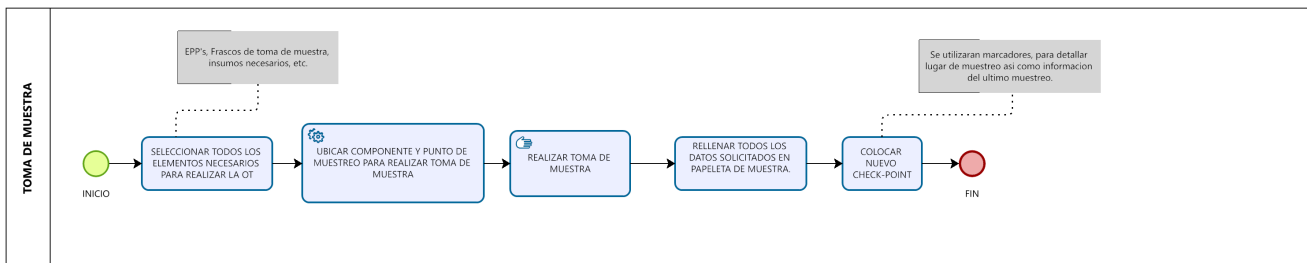 TOMA DE MUESTRA
EPP's, Frascos de toma de muestra,
insumos necesarios, etc.
Se utilizaran marcadores, para detallar
lugar de muestreo asi como informacion
del ultimo muestreo.
INICIO
SELECCIONAR TODOS LOS
ELEMENTOS NECESARIOS
PARA REALIZAR LA OT
UBICAR COMPONENTE Y PUNTO DE
MUESTREO PARA REALIZAR TOMA DE
MUESTRA
REALIZAR TOMA DE
MUESTRA
RELLENAR TODOS LOS
DATOS SOLICITADOS EN
PAPELETA DE MUESTRA.
COLOCAR
NUEVO
CHECK-POINT
FIN